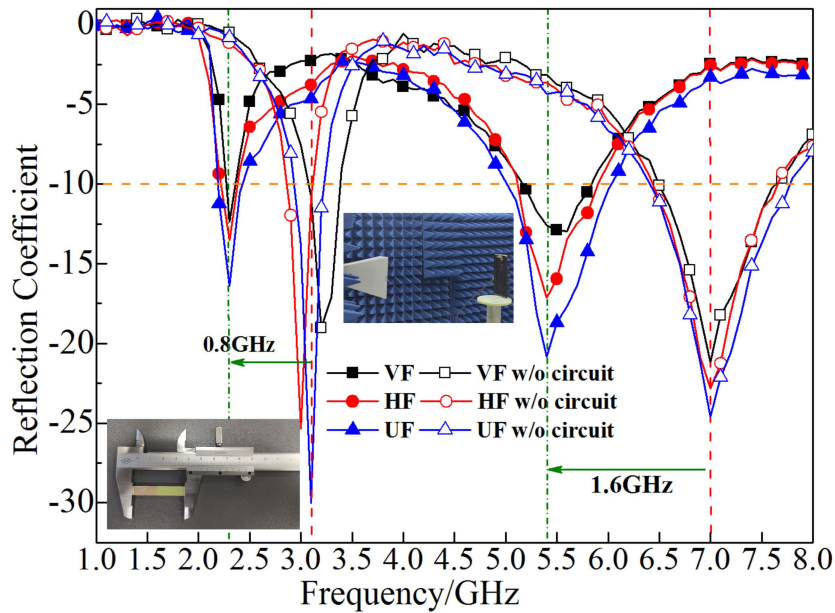 0
-5
-10
-15
-20
-25
-30
Reflection Coefficient
0.8GHz
VF VF w/o circuit
HF HF w/o circuit
UF UF w/o circuit
1.6GHz
1.0 1.5 2.0 2.5 3.0 3.5 4.0 4.5 5.0 5.5 6.0 6.5 7.0 7.5 8.0
Frequency/GHz